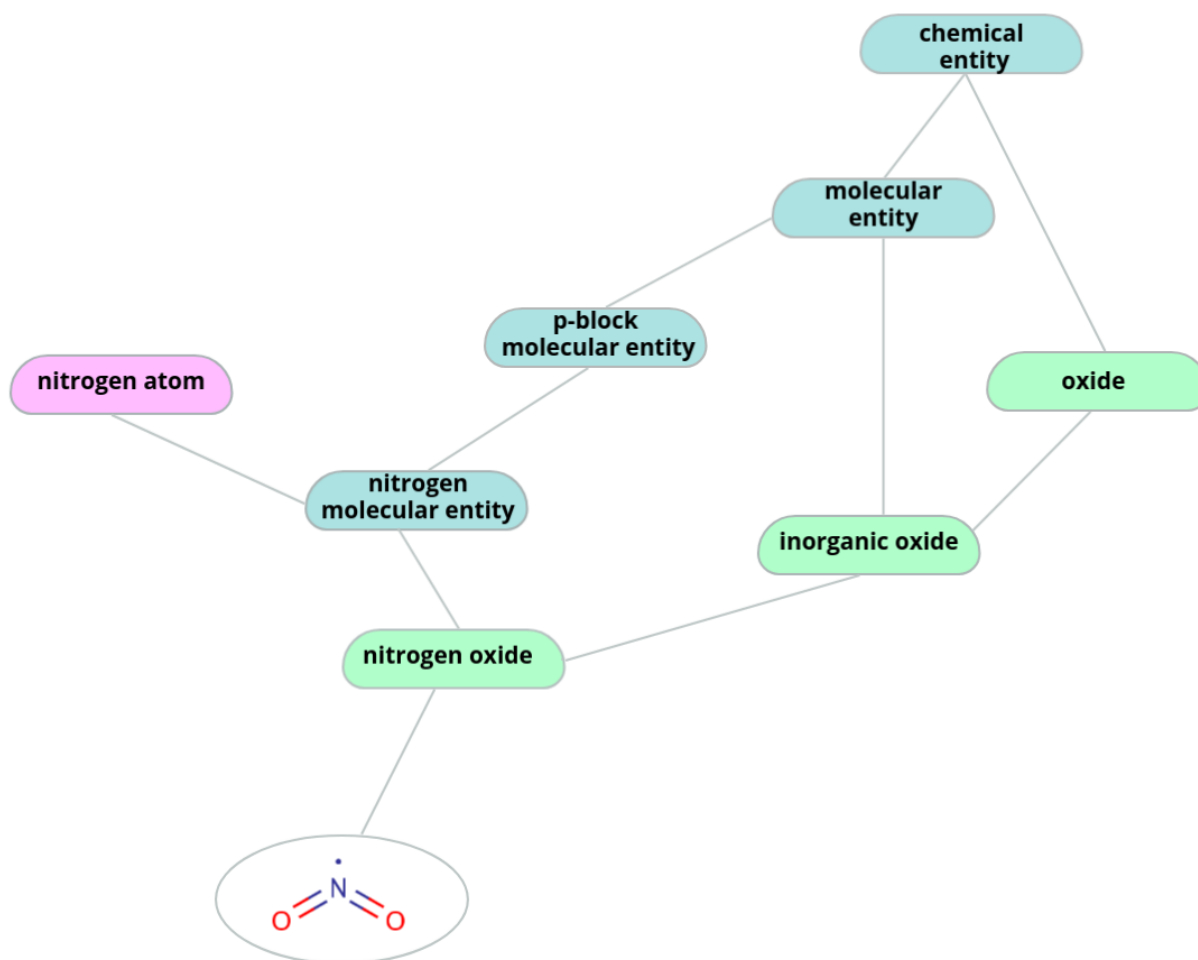 chemical
entity
molecular
entity
p-block
molecular entity
nitrogen atom
oxide
nitrogen
molecular entity
inorganic oxide
nitrogen oxide
N
O
O